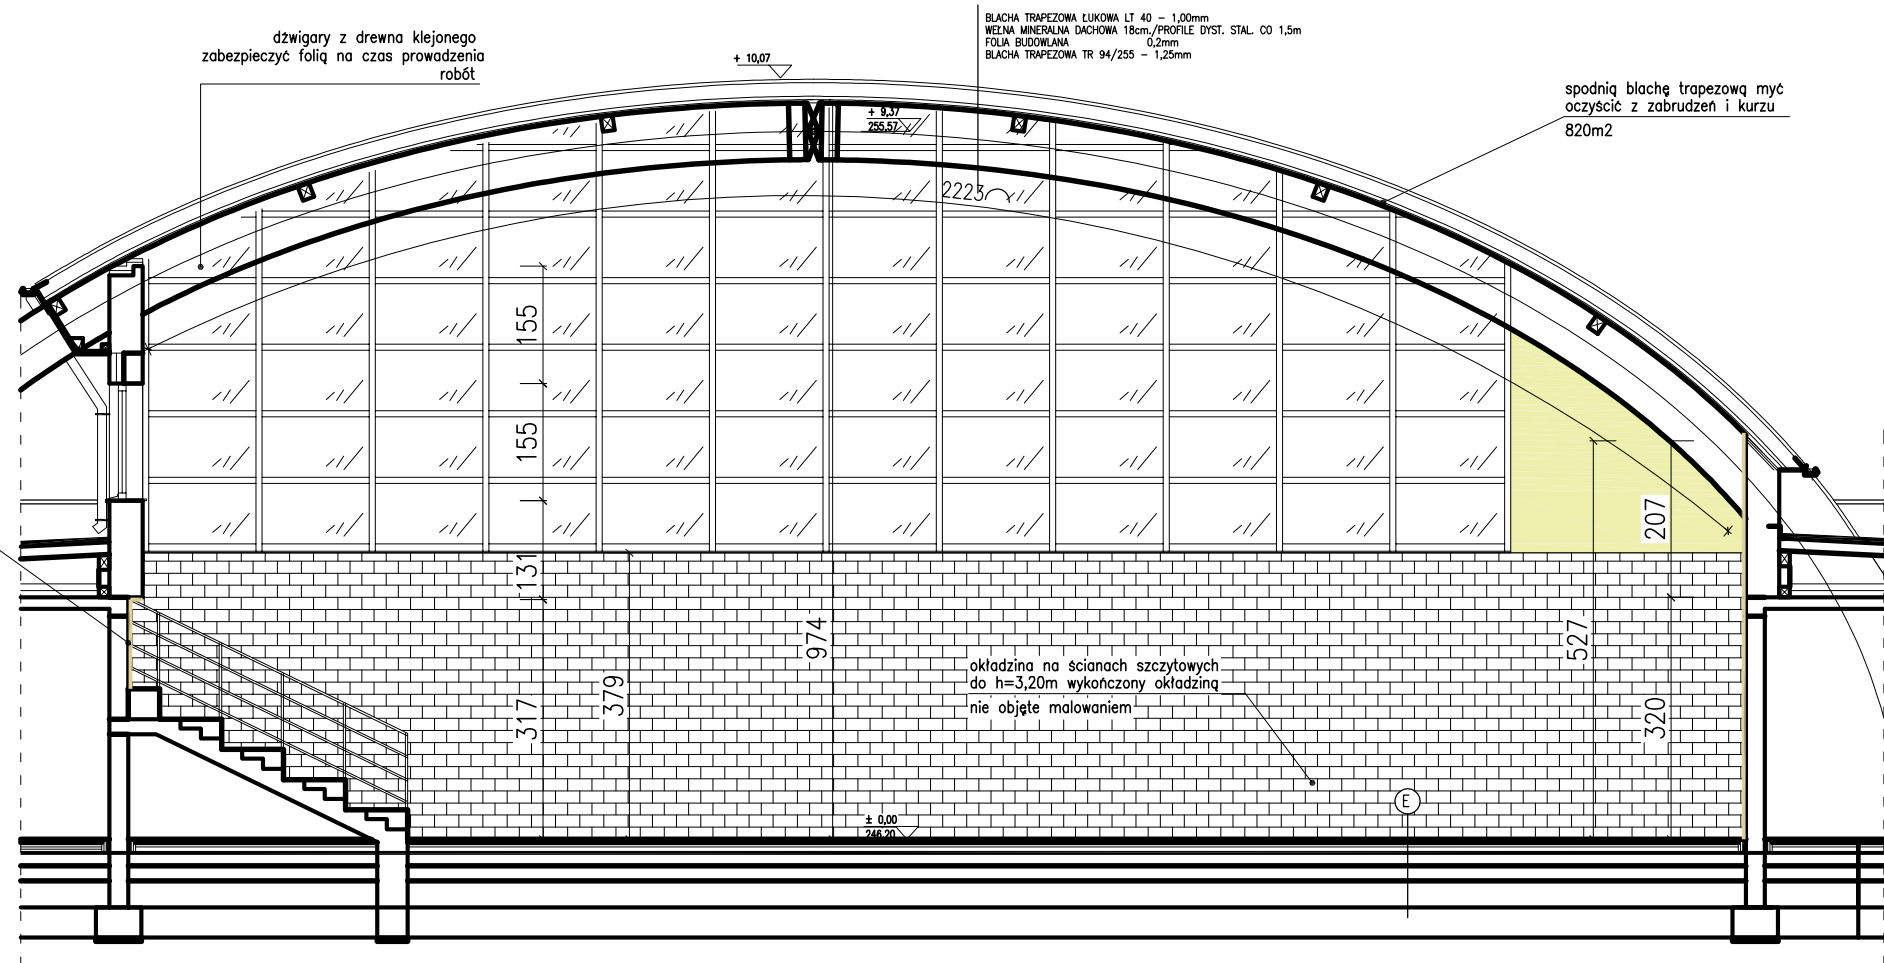 BLACHA TRAPEZOWA ŁUKOWA LT 40 - 1,00mm
WEŁNA MINERALNA DACHOWA 18cm./PROFILE DYST. STAL. CO 1,5m
FOLIA BUDOWLANA 0,2mm
BLACHA TRAPEZOWA TR 94/255 - 1,25mm
dźwigary z drewna klejonego
zabezpieczyć folią na czas prowadzenia
robót
+ 10,07
spodnią blachę trapezową myć
oczyścić z zabrudzeń i kurzu
820m2
+ 9,37
255,57
2223
155
155
131
317
379
974
207
527
320
okładzina na ścianach szczytowych
do h=3,20m wykończony okładziną
nie objęte malowaniem
E
± 0,00
246,20